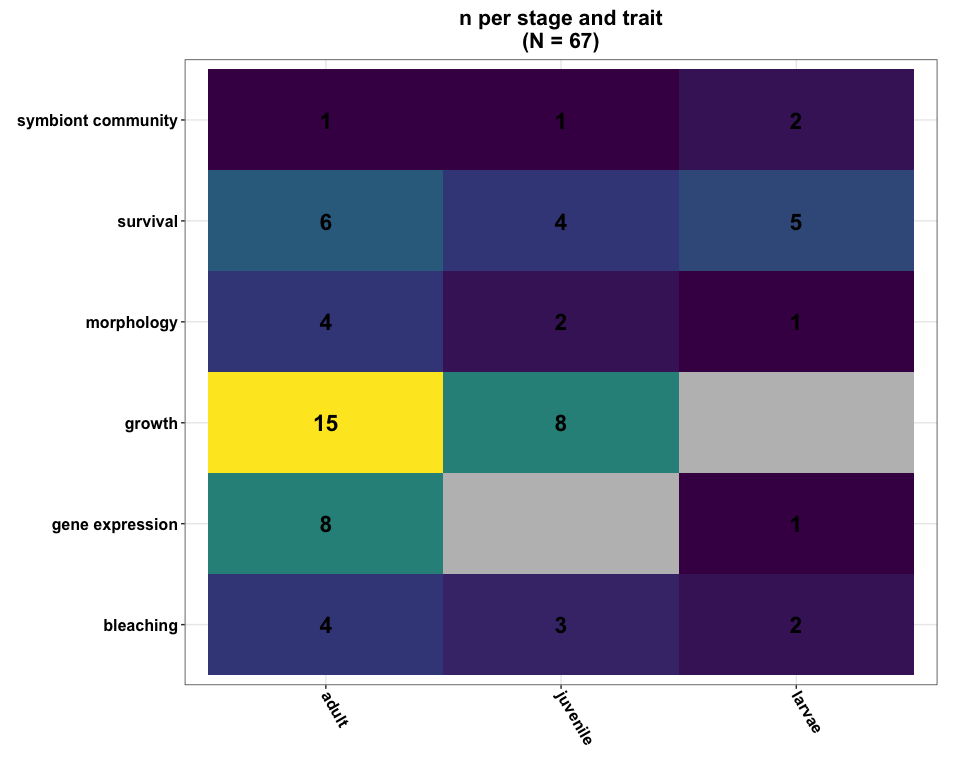 n per stage and trait
(N = 67)
symbiont community 1 1 2
survival 6 4 5
morphology 4 2 1
growth 15 8
gene expression 8 1
bleaching 4 3 2
adult juvenile larvae